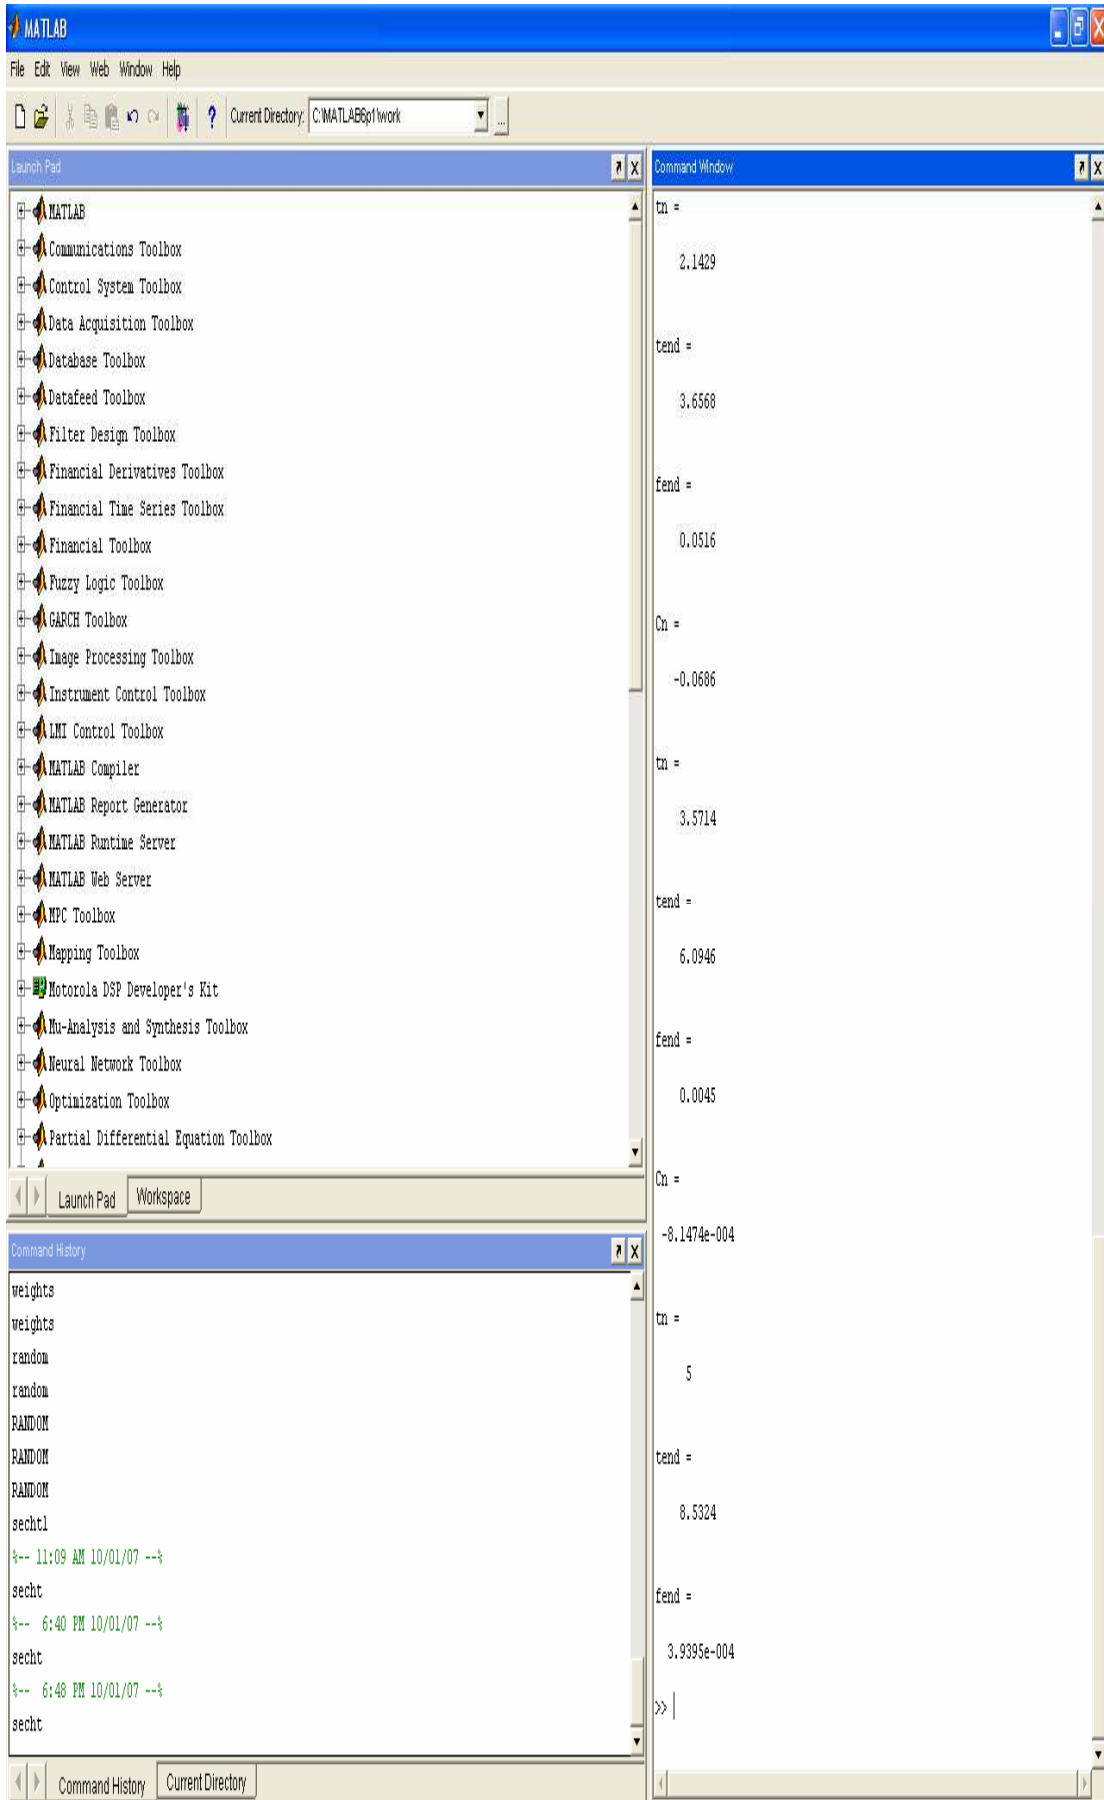 MATLAB
File Edit View Web Window Help
? Current Directory: C:\MATLAB6p1\work ...
Launch Pad
MATLAB
Communications Toolbox
Control System Toolbox
Data Acquisition Toolbox
Database Toolbox
Datafeed Toolbox
Filter Design Toolbox
Financial Derivatives Toolbox
Financial Time Series Toolbox
Financial Toolbox
Fuzzy Logic Toolbox
GARCH Toolbox
Image Processing Toolbox
Instrument Control Toolbox
LMI Control Toolbox
MATLAB Compiler
MATLAB Report Generator
MATLAB Runtime Server
MATLAB Web Server
MPC Toolbox
Mapping Toolbox
Motorola DSP Developer's Kit
Mu-Analysis and Synthesis Toolbox
Neural Network Toolbox
Optimization Toolbox
Partial Differential Equation Toolbox
Launch Pad Workspace
Command History
weights
weights
random
random
RANDOM
RANDOM
RANDOM
secht1
%-- 11:09 AM 10/01/07 --%
secht
%-- 6:40 PM 10/01/07 --%
secht
%-- 6:48 PM 10/01/07 --%
secht
Command History Current Directory
Command Window
tn =
2.1429
tend =
3.6568
fend =
0.0516
Cn =
-0.0686
tn =
3.5714
tend =
6.0946
fend =
0.0045
Cn =
-8.1474e-004
tn =
5
tend =
8.5324
fend =
3.9395e-004
>>